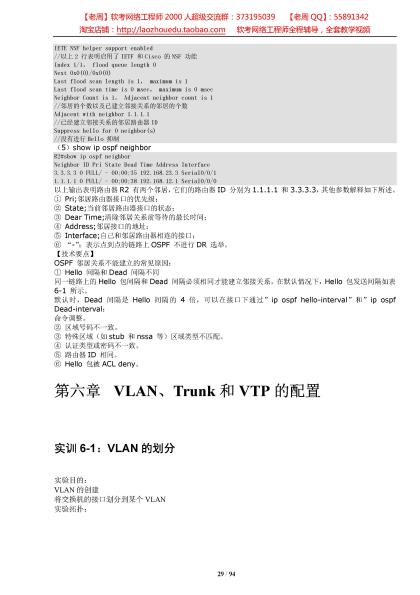 【老周】软考网络工程师 2000 人超级交流群：373195039 【老周 QQ】：55891342
淘宝店铺：http://laozhouedu.taobao.com 软考网络工程师全程辅导，全套教学视频
IETF NSF helper support enabled
//以上 2 行表明启用了 IETF 和 Cisco 的 NSF 功能
Index 1/1, flood queue length 0
Next 0x0(0)/0x0(0)
Last flood scan length is 1, maximum is 1
Last flood scan time is 0 msec, maximum is 0 msec
Neighbor Count is 1, Adjacent neighbor count is 1
//邻居的个数以及已建立邻接关系的邻居的个数
Adjacent with neighbor 1.1.1.1
//已经建立邻接关系的邻居路由器 ID
Suppress hello for 0 neighbor(s)
//没有进行 Hello 抑制
（5）show ip ospf neighbor
R2#show ip ospf neighbor
Neighbor ID Pri State Dead Time Address Interface
3.3.3.3 0 FULL/ - 00:00:35 192.168.23.3 Serial0/0/1
1.1.1.1 0 FULL/ - 00:00:38 192.168.12.1 Serial0/0/0
以上输出表明路由器 R2 有两个邻居，它们的路由器 ID 分别为 1.1.1.1 和 3.3.3.3，其他参数解释如下所述。
① Pri;邻居路由器接口的优先级；
② State;当前邻居路由器接口的状态；
③ Dear Time;清除邻居关系前等待的最长时间；
④ Address;邻居接口的地址；
⑤ Interface;自己和邻居路由器相连的接口；
⑥ “-”：表示点到点的链路上 OSPF 不进行 DR 选举。
【技术要点】
OSPF 邻居关系不能建立的常见原因：
① Hello 间隔和 Dead 间隔不同
同一链路上的 Hello 包间隔和 Dead 间隔必须相同才能建立邻接关系。在默认情况下，Hello 包发送间隔如表
6-1 所示。
默认时，Dead 间隔是 Hello 间隔的 4 倍，可以在接口下通过“ ip ospf hello-interval”和“ip ospf
Dead-interval：
命令调整。
② 区域号码不一致。
③ 特殊区域（如 stub 和 nssa 等）区域类型不匹配。
④ 认证类型或密码不一致。
⑤ 路由器 ID 相同。
⑥ Hello 包被 ACL deny。
第六章 VLAN、Trunk 和 VTP 的配置
实训 6-1：VLAN 的划分
实验目的：
VLAN 的创建
将交换机的接口划分到某个 VLAN
实验拓扑：
29 / 94